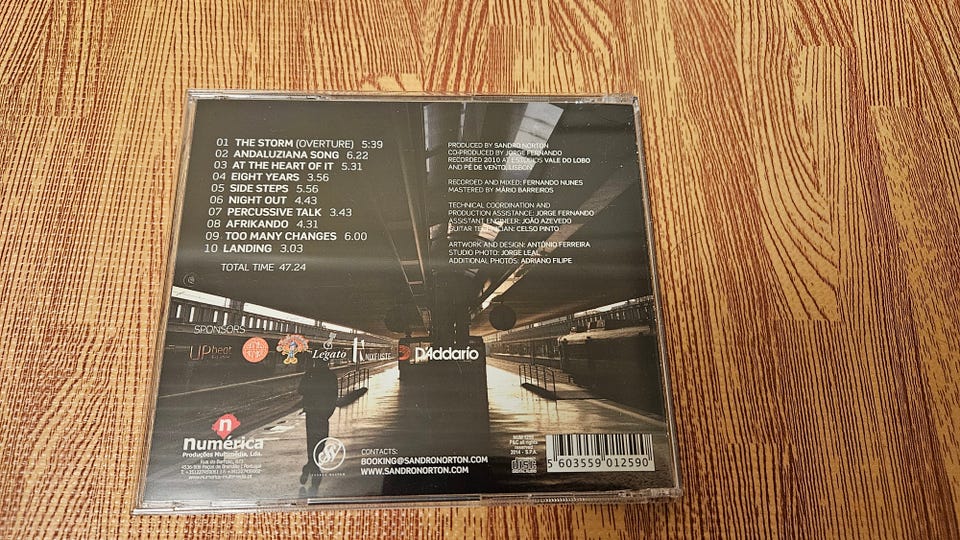 01 THE STORM (OVERTURE) 5:39
02 ANDALUZIANA SONG 6.22
03 AT THE HEART OF IT 5.31
04 EIGHT YEARS 3.56
05 SIDE STEPS 5.56
06 NIGHT OUT 4.43
07 PERCUSSIVE TALK 3.43
08 AFRIKANDO 4.31
09 TOO MANY CHANGES 6.00
10 LANDING 3.03
TOTAL TIME 47.24
PRODUCED BY SANDRO NORTON
CO-PRODUCED BY JORGE FERNANDO
RECORDED 2010 AT ESTÚDIOS VALE DO LOBO
AND PÉ DE VENTO, LISBON
RECORDED AND MIXED: FERNANDO NUNES
MASTERED BY MÁRIO BARREIROS
TECHNICAL COORDINATION AND
PRODUCTION ASSISTANCE: JORGE FERNANDO
ASSISTANT ENGINEER: JOÃO AZEVEDO
GUITAR TECHNICIAN: CELSO PINTO
ARTWORK AND DESIGN: ANTÓNIO FERREIRA
STUDIO PHOTO: JORGE LEAL
ADDITIONAL PHOTOS: ADRIANO FILIPE
SPONSORS
UPbeat
Legato
D'Addario
numérica
Produções Multimédia, Lda.
CONTACTS:
BOOKING@SANDRONORTON.COM
WWW.SANDRONORTON.COM
P&C all rights
reserved
2014 - S.P.A.
5 603559 012590